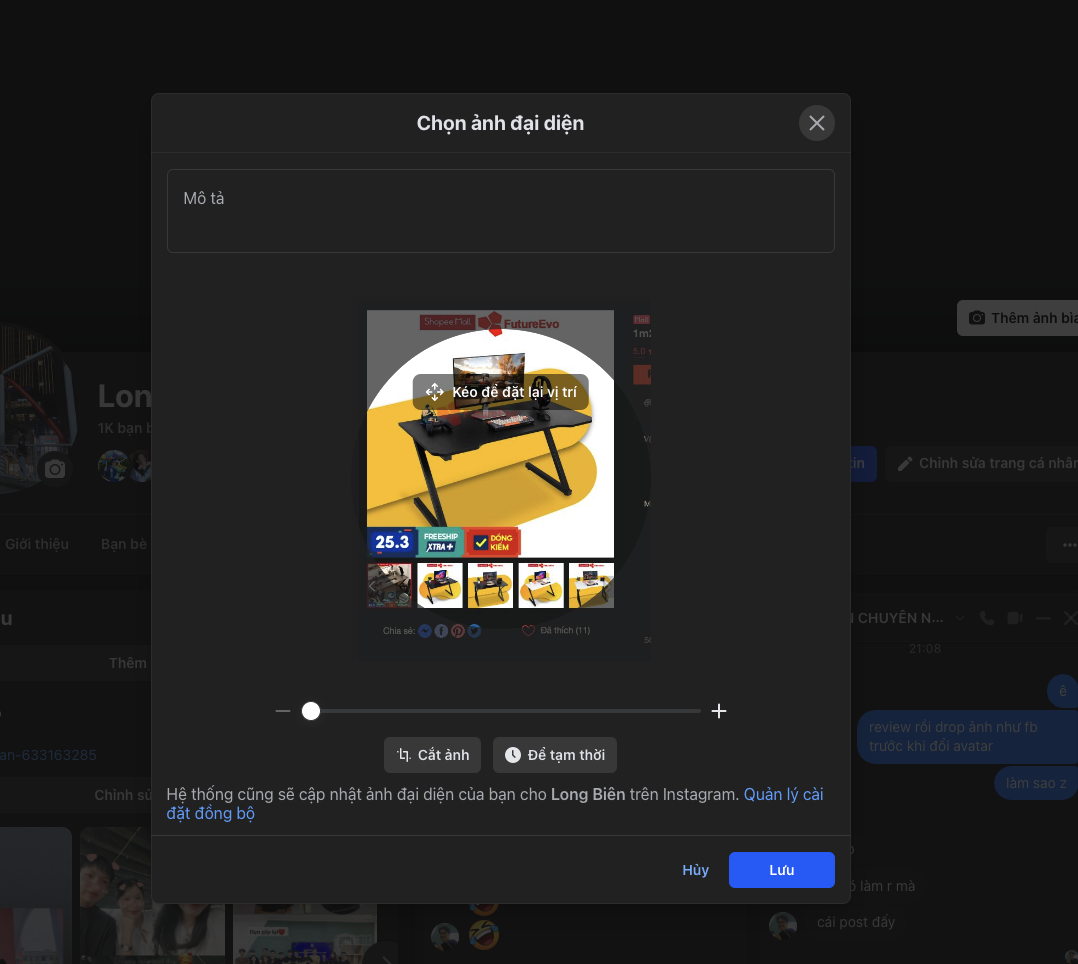 Chọn ảnh đại diện
Mô tả
Thêm ảnh bìa
Shopee Mall
FutureEvo
Mall
5.0
Kéo để đặt lại vị trí
Lon
1K bạn b
Chỉnh sửa trang cá nhân
25.3
FREESHIP
XTRA+
ĐỒNG
KIỂM
Giới thiệu
Bạn bè
Chia sẻ:
Đã thích (11)
CHUYÊN N...
21:08
Thêm
ê
review rồi drop ảnh như fb
trước khi đổi avatar
làm sao z
an-633163285
Cắt ảnh
Để tạm thời
Chỉnh sử
Hệ thống cũng sẽ cập nhật ảnh đại diện của bạn cho Long Biên trên Instagram. Quản lý cài
đặt đồng bộ
Hủy
Lưu
làm r mà
cái post đấy